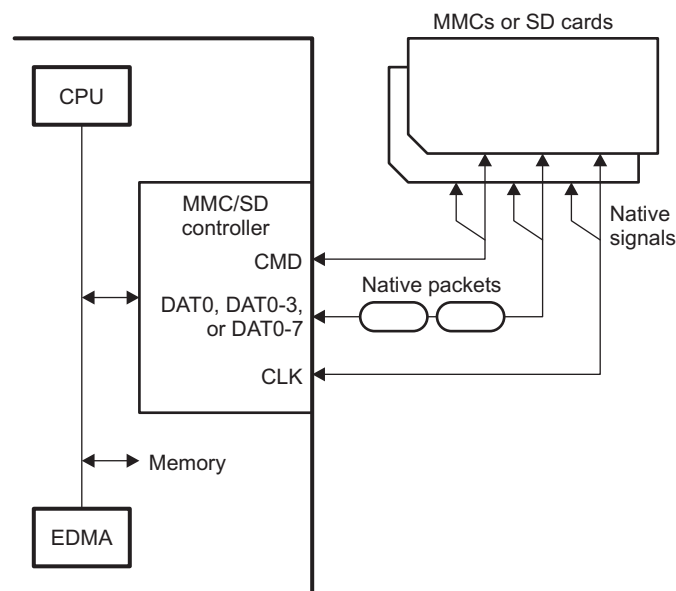 MMCs or SD cards
CPU
MMC/SD
controller
Native
signals
CMD
Native packets
DAT0, DAT0-3,
or DAT0-7
CLK
Memory
EDMA